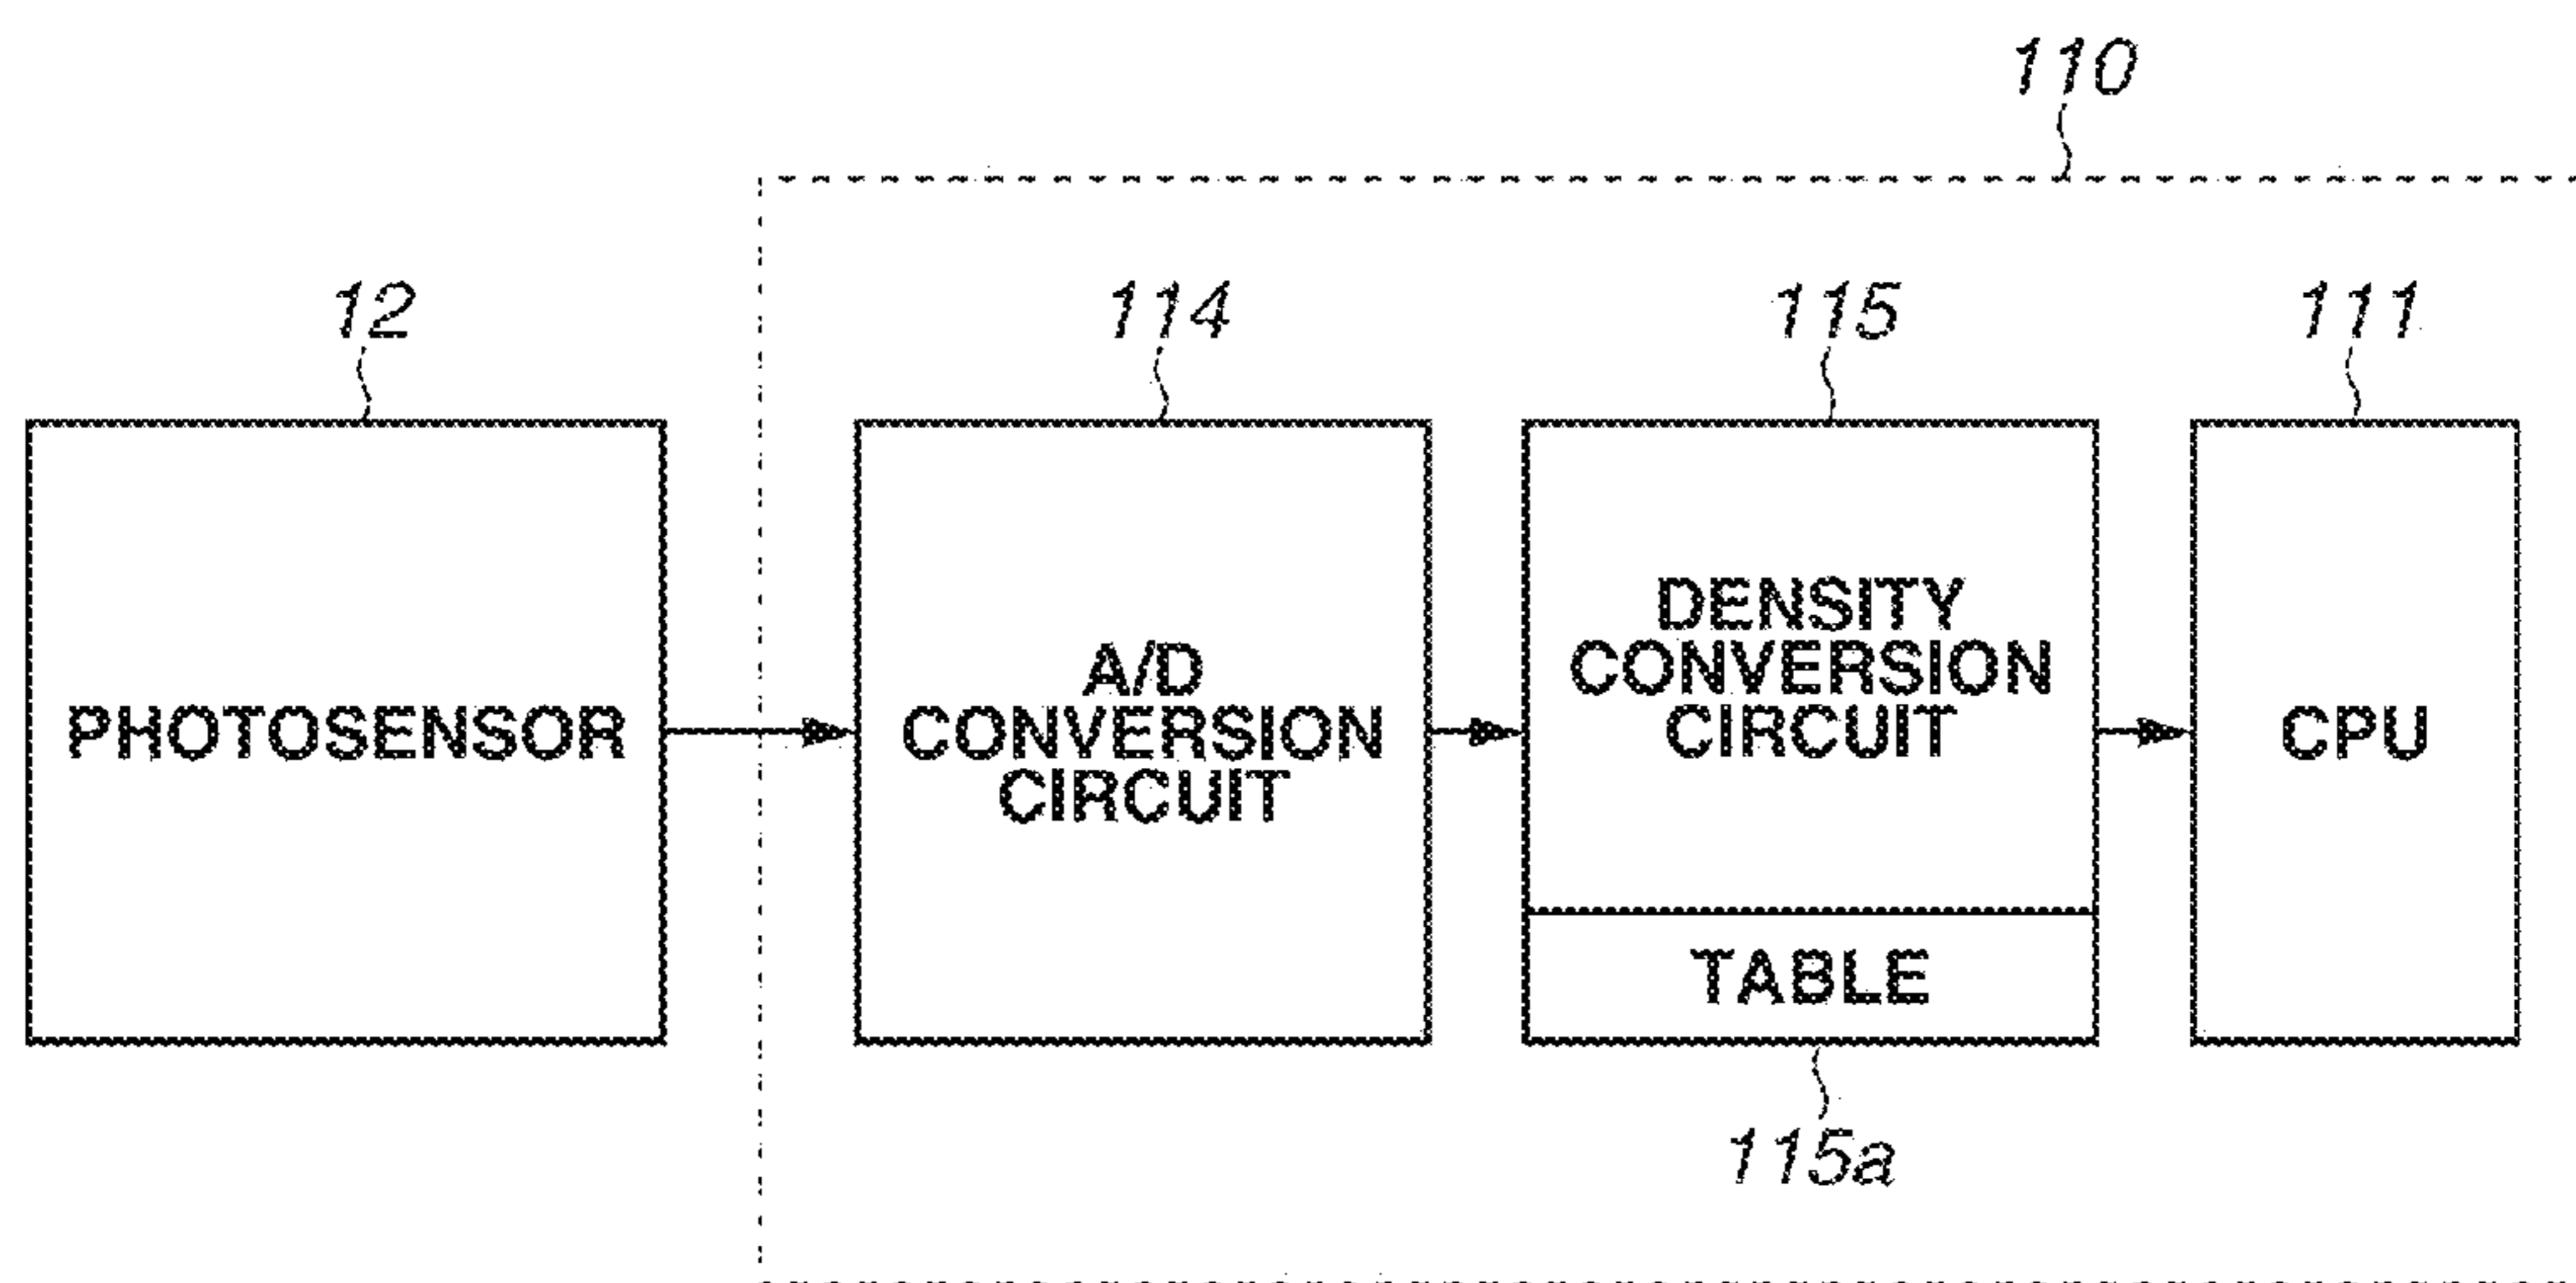 110
12
114
115
111
PHOTOSENSOR
A/D
CONVERSION
CIRCUIT
DENSITY
CONVERSION
CIRCUIT
TABLE
CPU
115a